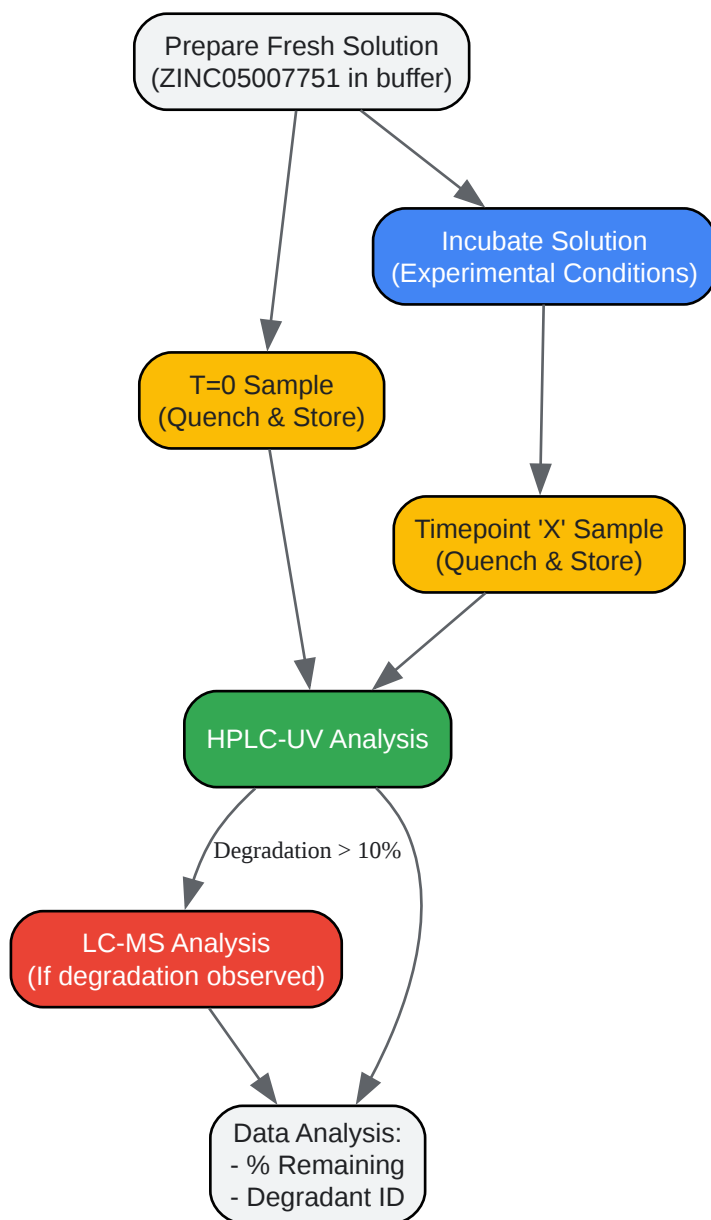 Prepare Fresh Solution
(ZINC05007751 in buffer)
Incubate Solution
(Experimental Conditions)
T=0 Sample
(Quench & Store)
Timepoint 'X' Sample
(Quench & Store)
HPLC-UV Analysis
Degradation > 10%
LC-MS Analysis
(If degradation observed)
Data Analysis:
- % Remaining
- Degradant ID